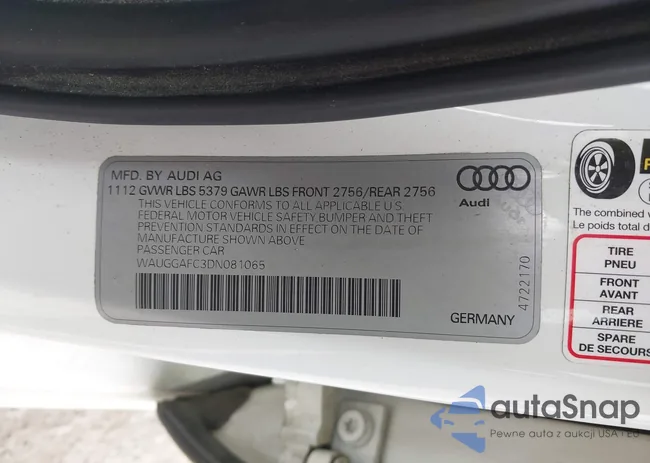 MFD. BY AUDI AG
1112 GVWR LBS 5379 GAWR LBS FRONT 2756/REAR 2756
THIS VEHICLE CONFORMS TO ALL APPLICABLE U.S.
FEDERAL MOTOR VEHICLE SAFETY,BUMPER AND THEFT
PREVENTION STANDARDS IN EFFECT ON THE DATE OF
MANUFACTURE SHOWN ABOVE
PASSENGER CAR
WAUGGAFC3DN081065
Audi
4722170
GERMANY
The combined w
Le poids total d
TIRE
PNEU
FRONT
AVANT
REAR
ARRIERE
SPARE
DE SECOURS
autaSnap
Pewne auta z aukcji USA i EU